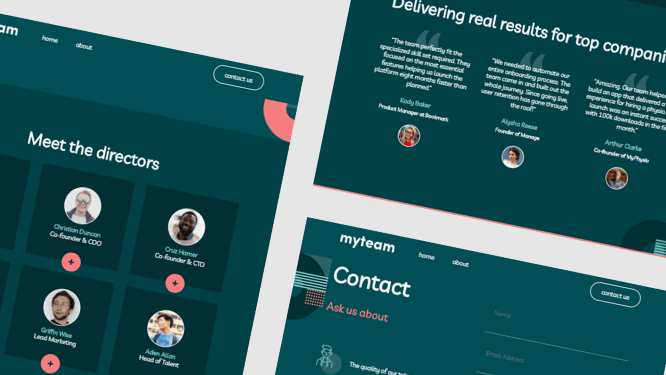 team
home
about
contact us
Meet the directors
Christian Duncan
Co-founder & COO
Cruz Hamer
Co-founder & CTO
Griffin Wise
Lead Marketing
Aden Allan
Head of Talent
Delivering real results for top compani
“The team perfectly fit the
specialized skill set required. They
focused on the most essential
features helping us launch the
platform eight months faster than
planned.”
Kady Baker
Product Manager at Bookmark
“We needed to automate our
entire onboarding process. The
team came in and built out the
whole journey. Since going live,
user retention has gone through
the roof!”
Aiysha Reese
Founder of Manage
“Amazing. Our team helped
build an app that delivered a
experience for hiring a physio
launch was an instant success
with 100k downloads in the fi
month.”
Arthur Clarke
Co-founder of MyPhysio
myteam
home
about
contact us
Contact
Ask us about
Name
Email Address
The quality of our